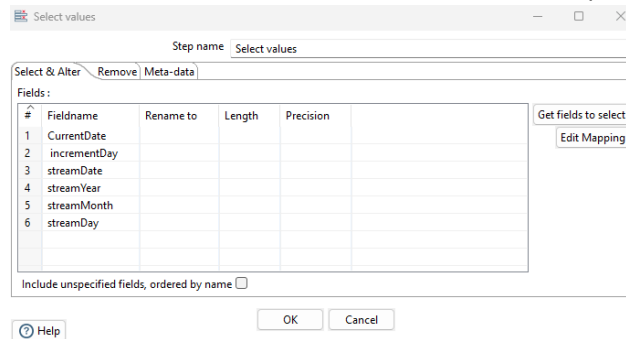 Select values
Step name Select values
Select & Alter Remove Meta-data
Fields :
# Fieldname Rename to Length Precision
Get fields to select
1 CurrentDate
Edit Mapping
2 incrementDay
3 streamDate
4 streamYear
5 streamMonth
6 streamDay
Include unspecified fields, ordered by name
OK Cancel
? Help